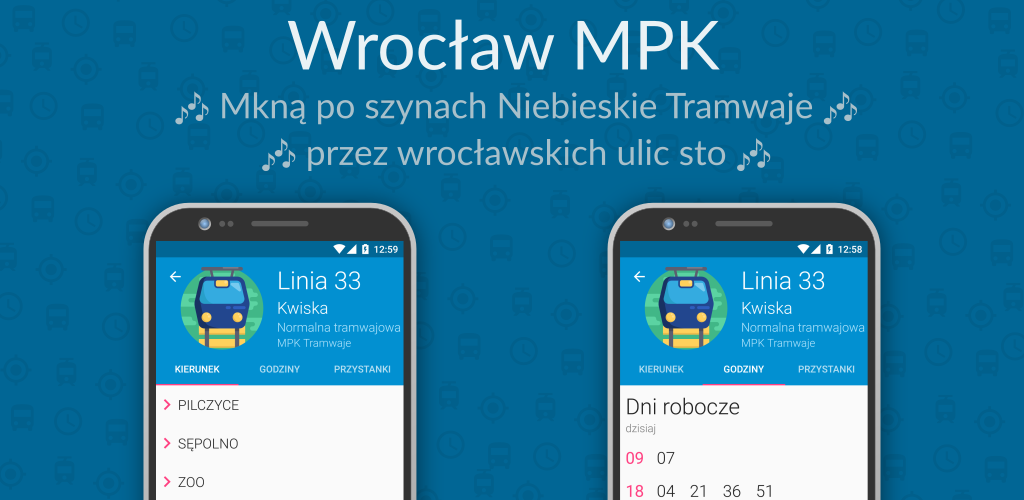 Wrocław MPK
🎶 Mkną po szynach Niebieskie Tramwaje 🎶
🎶 przez wrocławskich ulic sto 🎶
12:59
Linia 33
Kwiska
Normalna tramwajowa
MPK Tramwaje
KIERUNEK GODZINY PRZYSTANKI
PILCZYCE
SĘPOLNO
ZOO
12:58
Linia 33
Kwiska
Normalna tramwajowa
MPK Tramwaje
KIERUNEK GODZINY PRZYSTANKI
Dni robocze
dzisiaj
09 07
18 04 21 36 51